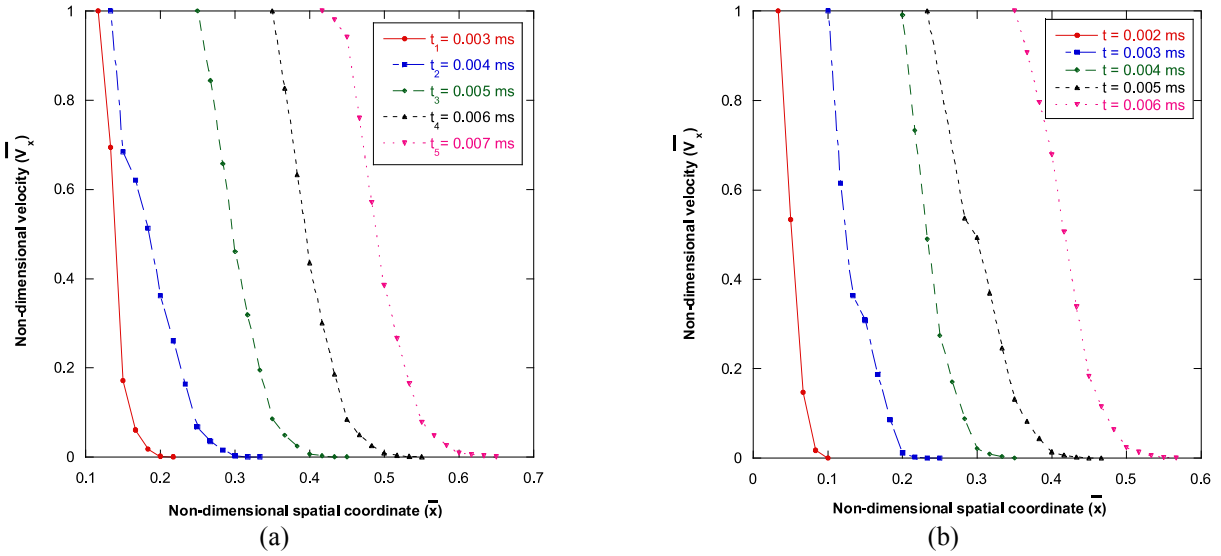 1
0.8
0.6
0.4
0.2
0
0.1 0.2 0.3 0.4 0.5 0.6 0.7
Non-dimensional velocity (V̅ₓ)
Non-dimensional spatial coordinate (x̅)
t₁= 0.003 ms
t₂= 0.004 ms
t₃= 0.005 ms
t₄= 0.006 ms
t₅= 0.007 ms
(a)
1
0.8
0.6
0.4
0.2
0
0 0.1 0.2 0.3 0.4 0.5 0.6
Non-dimensional velocity (V̅ₓ)
Non-dimensional spatial coordinate (x̅)
t = 0.002 ms
t = 0.003 ms
t = 0.004 ms
t = 0.005 ms
t = 0.006 ms
(b)